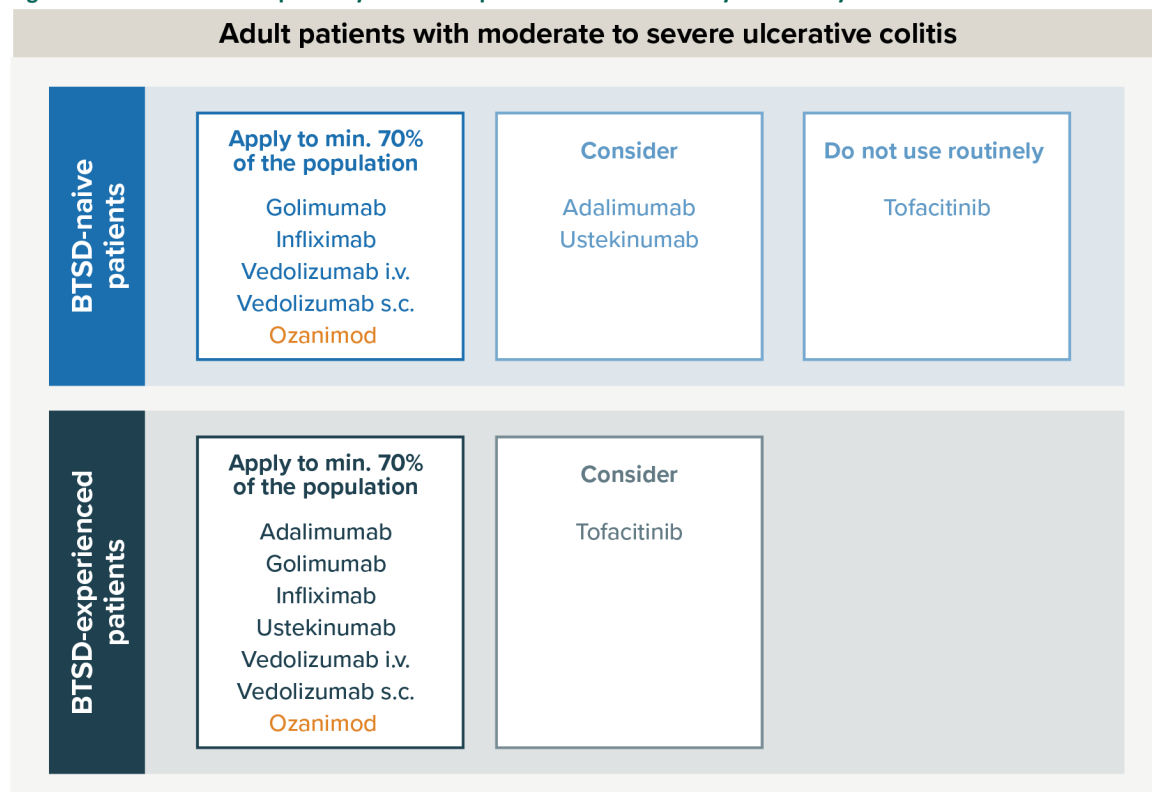 Adult patients with moderate to severe ulcerative colitis
BTSD-naive
patients
Apply to min. 70%
of the population
Golimumab
Infliximab
Vedolizumab i.v.
Vedolizumab s.c.
Ozanimod
Consider
Adalimumab
Ustekinumab
Do not use routinely
Tofacitinib
BTSD-experienced
patients
Apply to min. 70%
of the population
Adalimumab
Golimumab
Infliximab
Ustekinumab
Vedolizumab i.v.
Vedolizumab s.c.
Ozanimod
Consider
Tofacitinib